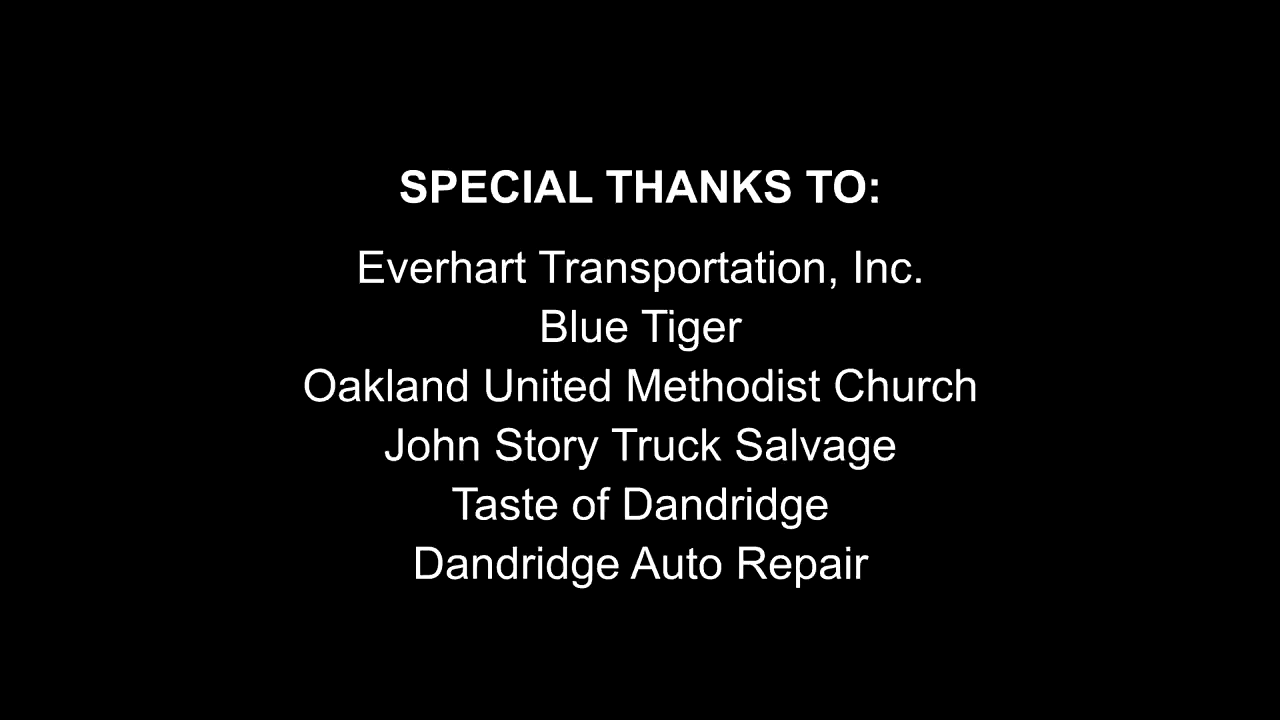 SPECIAL THANKS TO:
Everhart Transportation, Inc.
Blue Tiger
Oakland United Methodist Church
John Story Truck Salvage
Taste of Dandridge
Dandridge Auto Repair